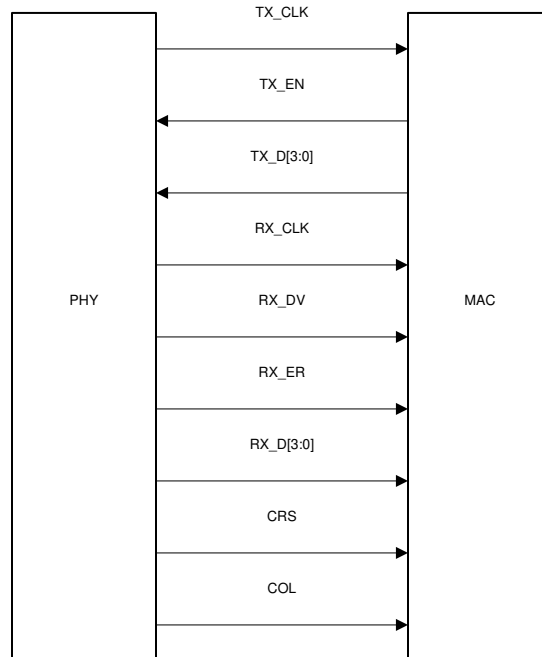 TX_CLK
TX_EN
TX_D[3:0]
RX_CLK
PHY
RX_DV
MAC
RX_ER
RX_D[3:0]
CRS
COL